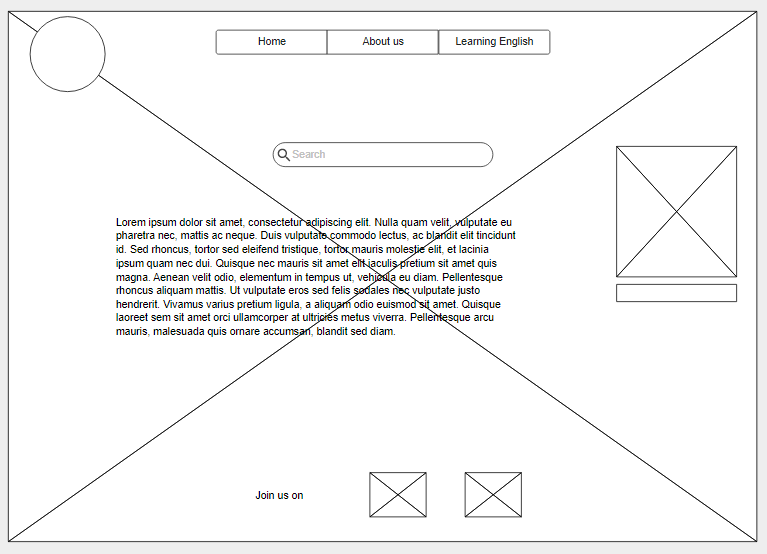 Home
About us
Learning English
Search
Lorem ipsum dolor sit amet, consectetur adipiscing elit. Nulla quam velit, vulputate eu
pharetra nec, mattis ac neque. Duis vulputate commodo lectus, ac blandit elit tincidunt
id. Sed rhoncus, tortor sed eleifend tristique, tortor mauris molestie elit, et lacinia
ipsum quam nec dui. Quisque nec mauris sit amet elit iaculis pretium sit amet quis
magna. Aenean velit odio, elementum in tempus ut, vehicula eu diam. Pellentesque
rhoncus aliquam mattis. Ut vulputate eros sed felis sodales nec vulputate justo
hendrerit. Vivamus varius pretium ligula, a aliquam odio euismod sit amet. Quisque
laoreet sem sit amet orci ullamcorper at ultricies metus viverra. Pellentesque arcu
mauris, malesuada quis ornare accumsan, blandit sed diam.
Join us on